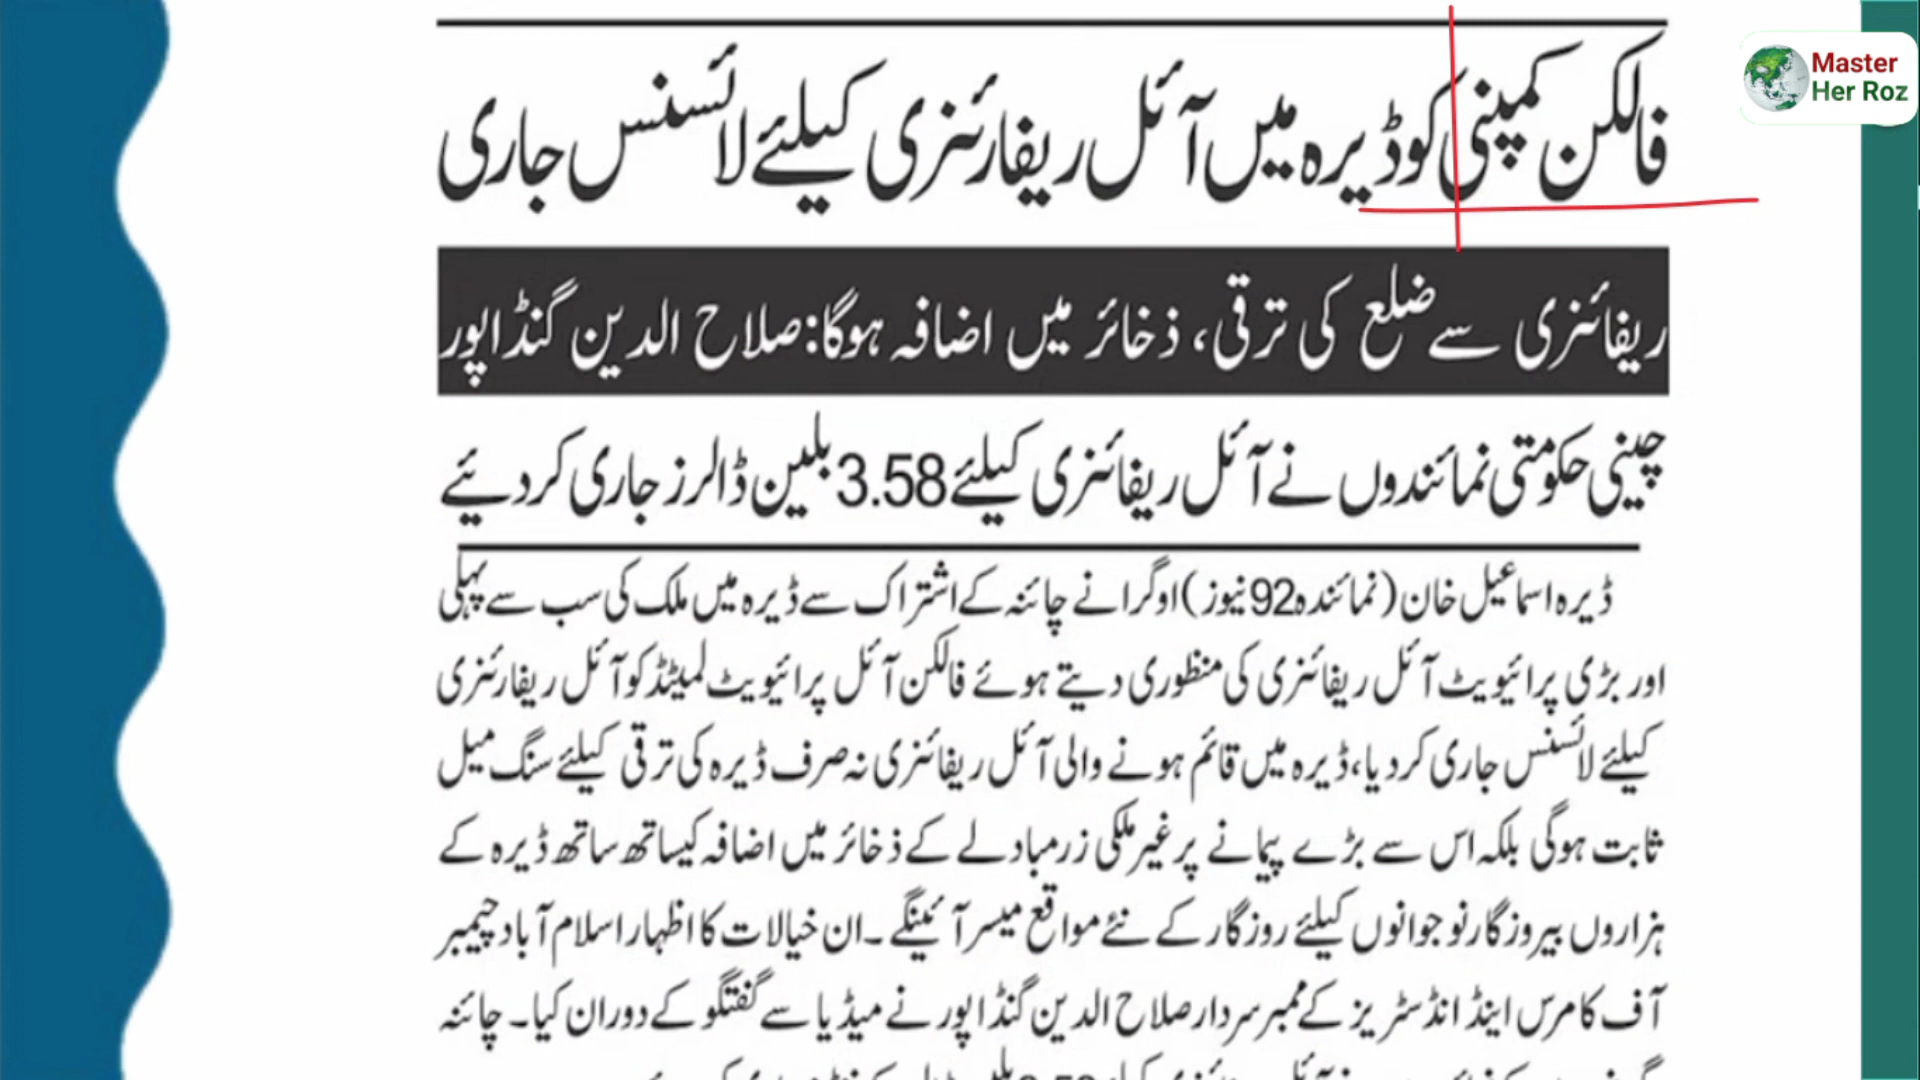 Master
Her Roz
فالکن کمپنی کو ڈیرہ میں آئل ریفارئنری کیلئے لائسنس جاری
ریفائنری سے ضلع کی ترقی، ذخائر میں اضافہ ہوگا: صلاح الدین گنڈاپور
چینی حکومتی نمائندوں نے آئل ریفائنری کیلئے 3.58 بلین ڈالرز جاری کردیئے
ڈیرہ اسماعیل خان (نمائندہ 92 نیوز) اوگرا نے چائنہ کے اشتراک سے ڈیرہ میں ملک کی سب سے پہلی
اور بڑی پرائیویٹ آئل ریفائنری کی منظوری دیتے ہوئے فالکن آئل پرائیویٹ لمیٹڈ کو آئل ریفارئنری
کیلئے لائسنس جاری کردیا، ڈیرہ میں قائم ہونے والی آئل ریفائنری نہ صرف ڈیرہ کی ترقی کیلئے سنگ میل
ثابت ہوگی بلکہ اس سے بڑے پیمانے پر غیر ملکی زرمبادلے کے ذخائر میں اضافہ کیساتھ ساتھ ڈیرہ کے
ہزاروں بیروزگار نوجوانوں کیلئے روزگار کے نئے مواقع میسر آئینگے۔ ان خیالات کا اظہار اسلام آباد چیمبر
آف کامرس اینڈ انڈسٹریز کے ممبر سردار صلاح الدین گنڈاپور نے میڈیا سے گفتگو کے دوران کیا۔ چائنہ